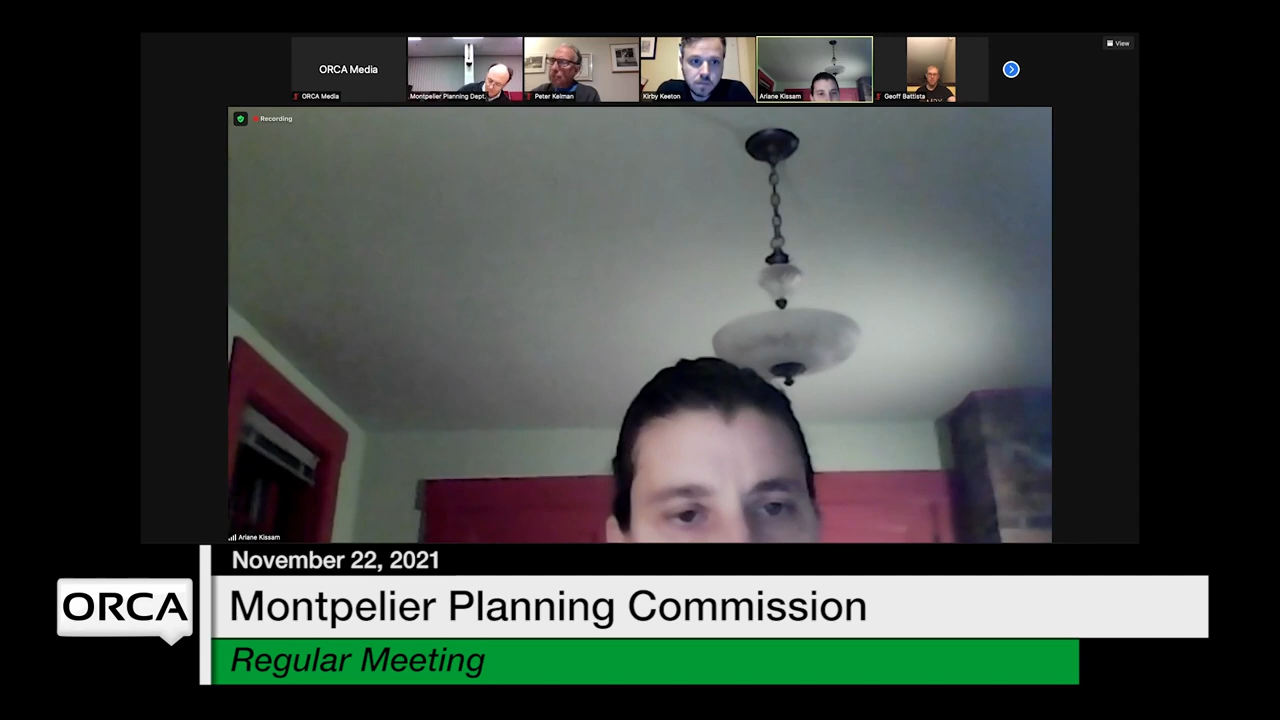 ORCA Media
ORCA Media
Montpelier Planning Dept.
Peter Kelman
Kirby Keeton
Ariane Kissam
Geoff Battista
View
Recording
Ariane Kissam
November 22, 2021
ORCA
Montpelier Planning Commission
Regular Meeting